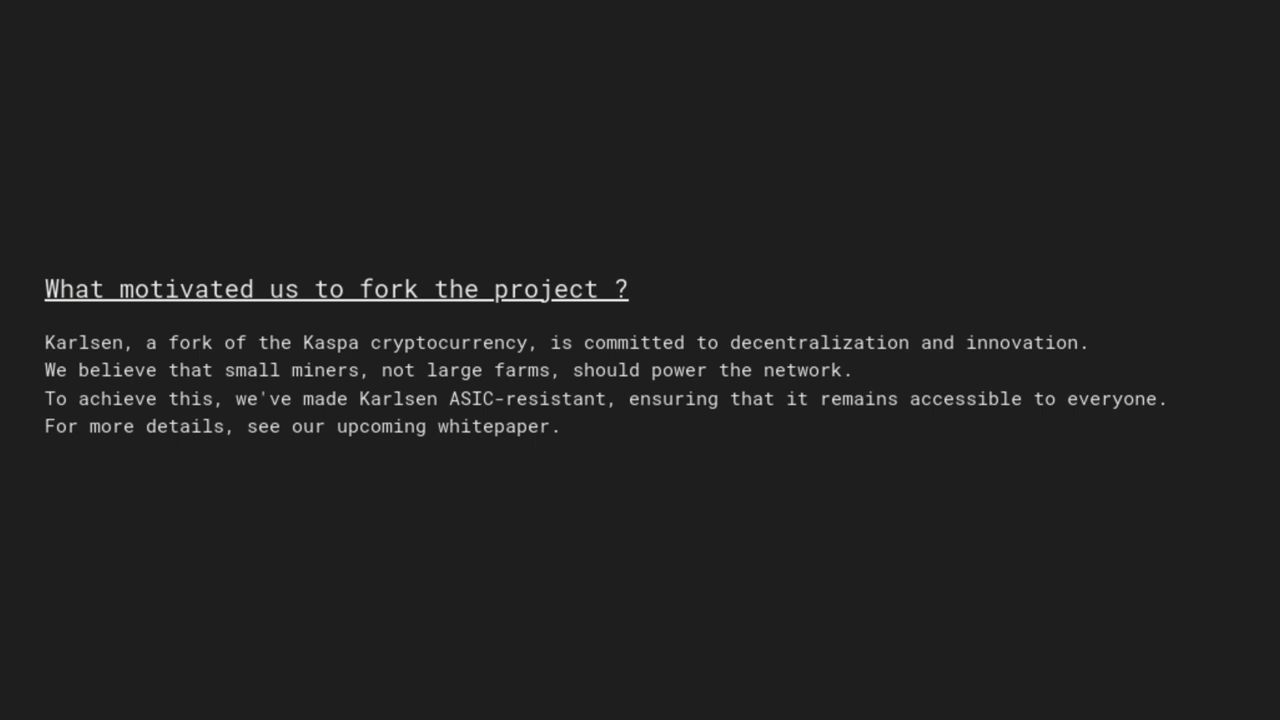 What motivated us to fork the project ?
Karlsen, a fork of the Kaspa cryptocurrency, is committed to decentralization and innovation.
We believe that small miners, not large farms, should power the network.
To achieve this, we've made Karlsen ASIC-resistant, ensuring that it remains accessible to everyone.
For more details, see our upcoming whitepaper.